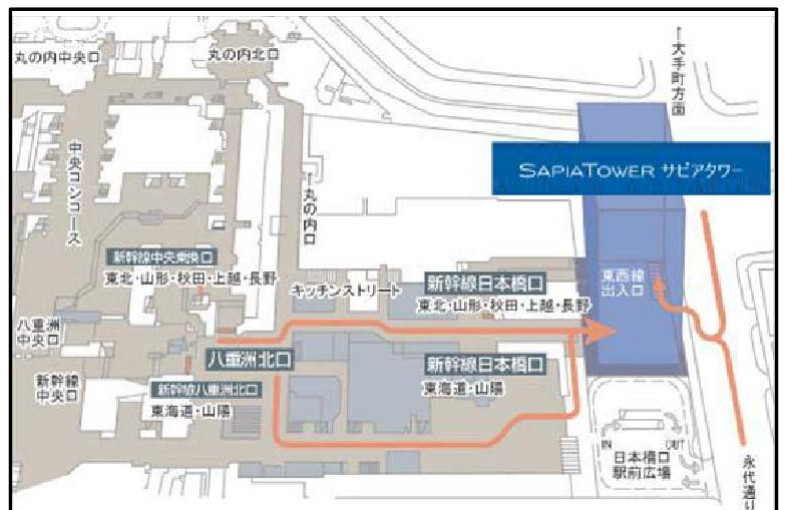 丸の内中央口
丸の内北口
↑大手町方面
SAPIATOWER サピアタワー
中央コンコース
↑丸の内口
新幹線中央乗換口
東北・山形・秋田・上越・長野
キッチンストリート
新幹線日本橋口
東北・山形・秋田・上越・長野
東西線
出入口
八重洲
中央口
八重洲北口
新幹線日本橋口
東海道・山陽
新幹線
中央口
新幹線八重洲北口
東海道・山陽
IN
OUT
日本橋口
駅前広場
永代通り